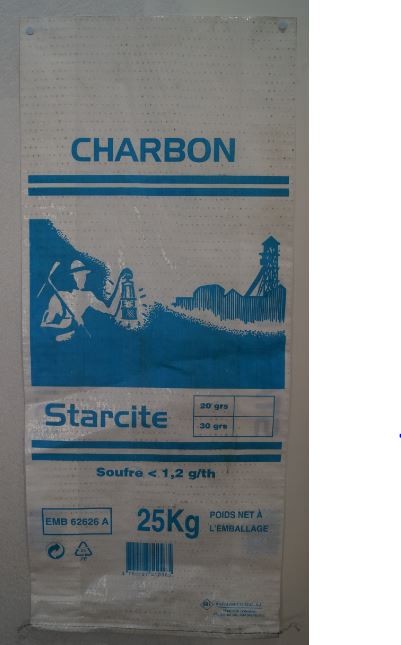 CHARBON
Starcite
20 grs
30 grs
Soufre < 1,2 g/th
EMB 62626 A
25Kg
POIDS NET À
L'EMBALLAGE